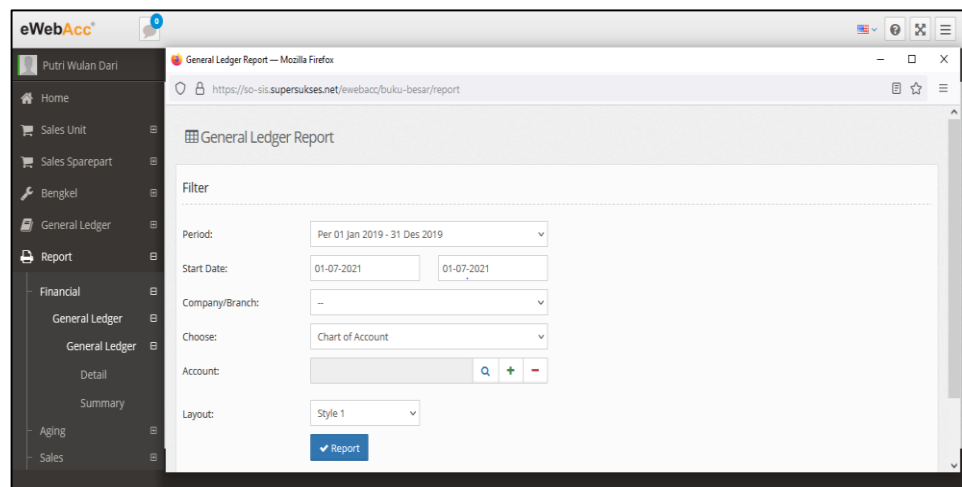 eWebAcc
0
Putri Wulan Dari
Home
Sales Unit
Sales Sparepart
Bengkel
General Ledger
Report
Financial
General Ledger
General Ledger
Detail
Summary
Aging
Sales
General Ledger Report — Mozilla Firefox
https://so-sis.supersukses.net/ewebacc/buku-besar/report
General Ledger Report
Filter
Period: Per 01 Jan 2019 - 31 Des 2019
Start Date: 01-07-2021 01-07-2021
Company/Branch: --
Choose: Chart of Account
Account:
Layout: Style 1
Report